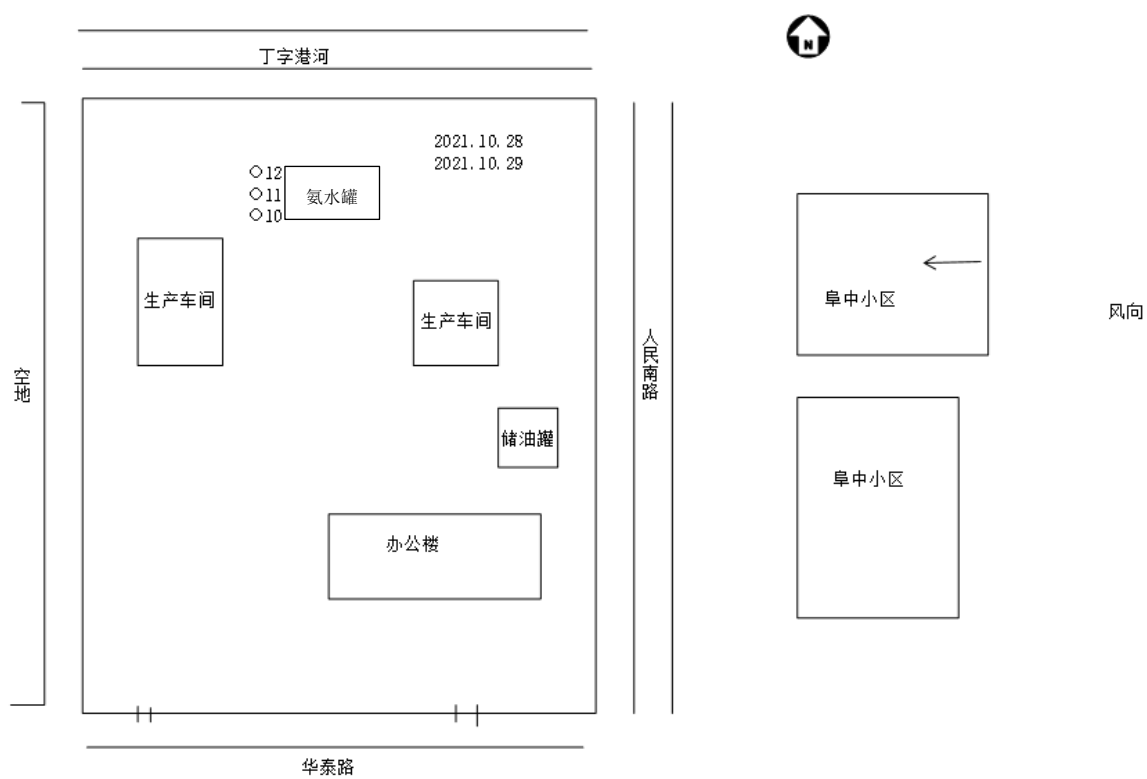 N
丁字港河
2021.10.28
2021.10.29
12
11
10
氨水罐
生产车间
生产车间
阜中小区
风向
空地
人民南路
储油罐
阜中小区
办公楼
华泰路